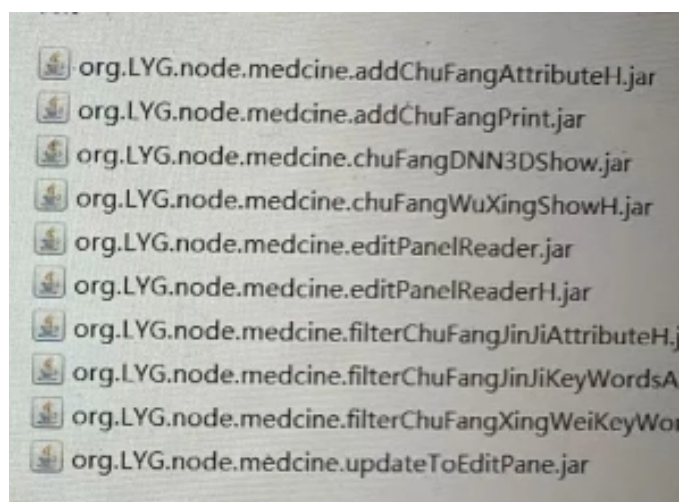 org.LYG.node.medcine.addChuFangAttributeH.jar
org.LYG.node.medcine.addChuFangPrint.jar
org.LYG.node.medcine.chuFangDNN3DShow.jar
org.LYG.node.medcine.chuFangWuXingShowH.jar
org.LYG.node.medcine.editPanelReader.jar
org.LYG.node.medcine.editPanelReaderH.jar
org.LYG.node.medcine.filterChuFangJinJiAttributeH.j
org.LYG.node.medcine.filterChuFangJinJiKeyWordsA
org.LYG.node.medcine.filterChuFangXingWeiKeyWor
org.LYG.node.medcine.updateToEditPane.jar